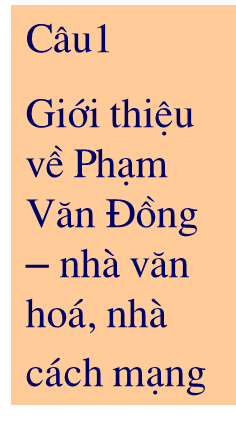 Câu1
Giới thiệu
về Phạm
Văn Đồng
– nhà văn
hoá, nhà
cách mạng